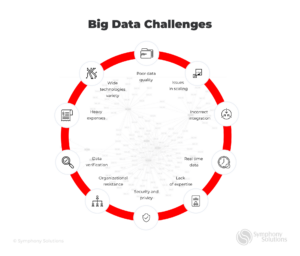 Big Data Challenges
Poor data
quality
Wide
technologies
variety
Issues
in scaling
Heavy
expenses
Incorrect
integration
Data
verification
Real time
data
Organizational
resistance
Lack
of expertise
Security and
privacy
© Symphony Solutions
Symphony
Solutions